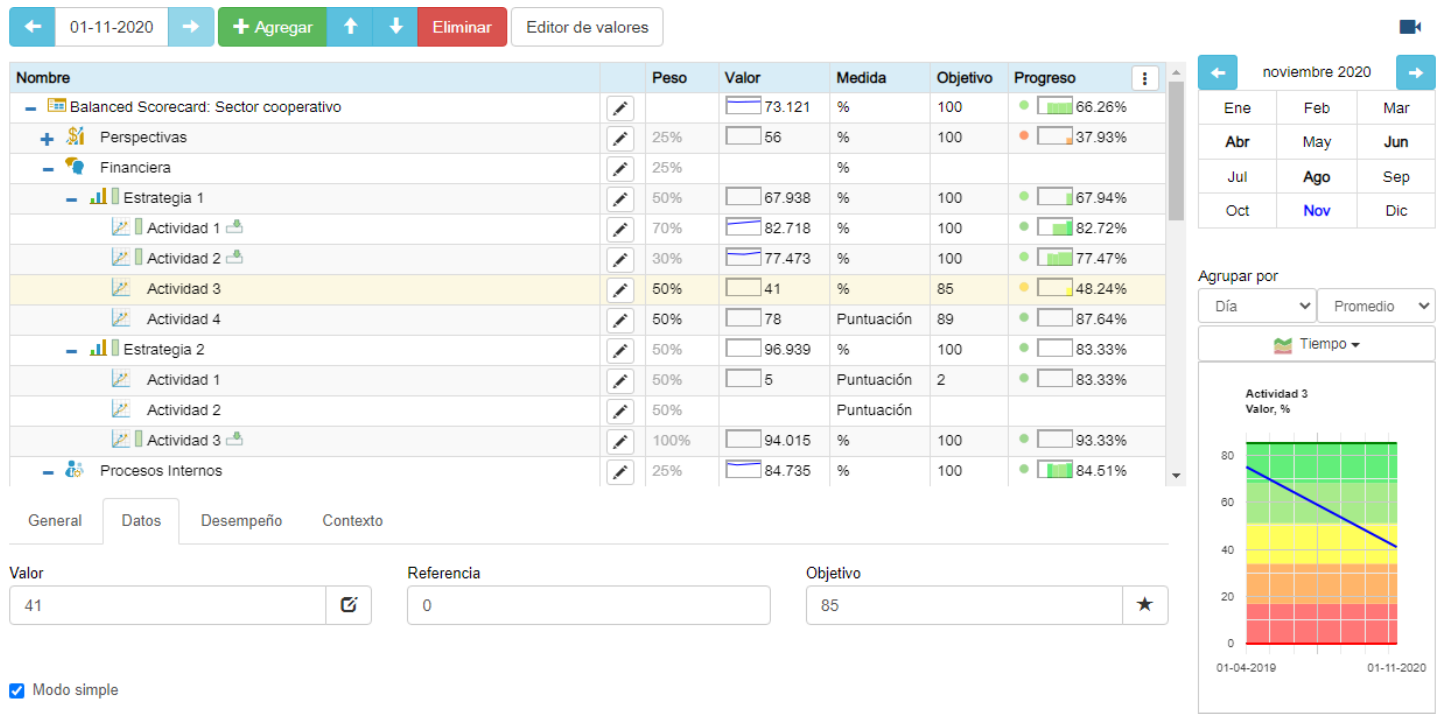 01-11-2020 Agregar Eliminar Editor de valores
Nombre Peso Valor Medida Objetivo Progreso
Balanced Scorecard: Sector cooperativo 73.121 % 100 66.26%
Perspectivas 25% 56 % 100 37.93%
Financiera 25% %
Estrategia 1 50% 67.938 % 100 67.94%
Actividad 1 70% 82.718 % 100 82.72%
Actividad 2 30% 77.473 % 100 77.47%
Actividad 3 50% 41 % 85 48.24%
Actividad 4 50% 78 Puntuación 89 87.64%
Estrategia 2 50% 96.939 % 100 83.33%
Actividad 1 50% 5 Puntuación 2 83.33%
Actividad 2 50% Puntuación
Actividad 3 100% 94.015 % 100 93.33%
Procesos Internos 25% 84.735 % 100 84.51%
General Datos Desempeño Contexto
Valor Referencia Objetivo
41 0 85
Modo simple
noviembre 2020
Ene Feb Mar
Abr May Jun
Jul Ago Sep
Oct Nov Dic
Agrupar por
Día Promedio
Tiempo
Actividad 3
Valor, %
80
60
40
20
0
01-04-2019 01-11-2020